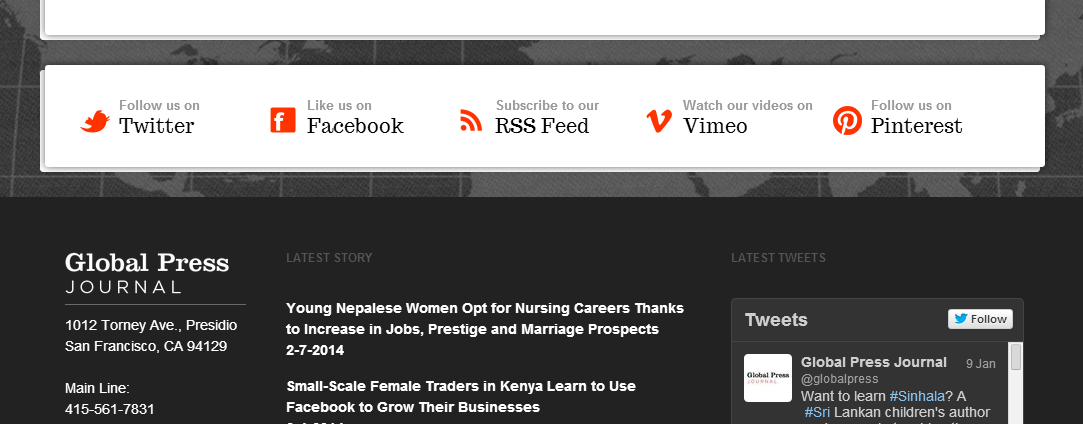 Follow us on
Twitter
Like us on
Facebook
Subscribe to our
RSS Feed
Watch our videos on
Vimeo
Follow us on
Pinterest
Global Press
JOURNAL
1012 Torney Ave., Presidio
San Francisco, CA 94129
Main Line:
415-561-7831
LATEST STORY
Young Nepalese Women Opt for Nursing Careers Thanks
to Increase in Jobs, Prestige and Marriage Prospects
2-7-2014
Small-Scale Female Traders in Kenya Learn to Use
Facebook to Grow Their Businesses
LATEST TWEETS
Tweets
Follow
Global Press
JOURNAL
Global Press Journal
9 Jan
@globalpress
Want to learn #Sinhala? A
#Sri Lankan children's author